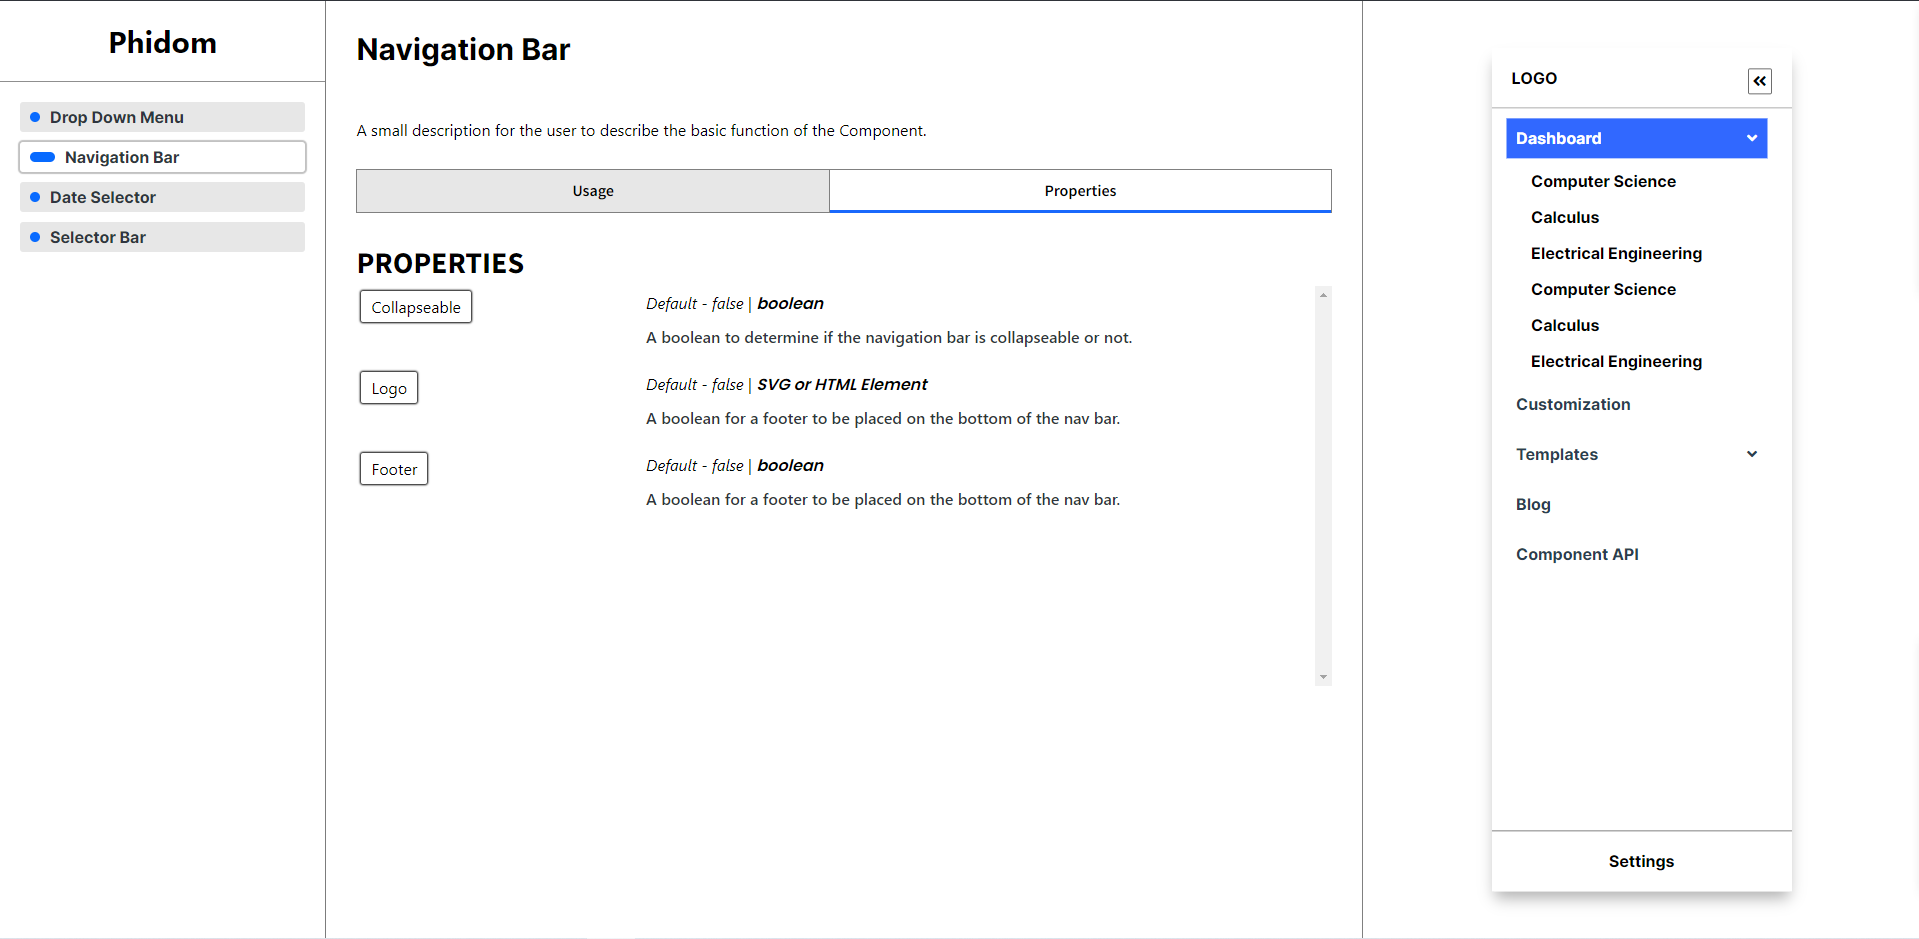 Phidom
Drop Down Menu
Navigation Bar
Date Selector
Selector Bar
Navigation Bar
A small description for the user to describe the basic function of the Component.
Usage
Properties
PROPERTIES
Collapseable
Default - false | boolean
A boolean to determine if the navigation bar is collapseable or not.
Logo
Default - false | SVG or HTML Element
A boolean for a footer to be placed on the bottom of the nav bar.
Footer
Default - false | boolean
A boolean for a footer to be placed on the bottom of the nav bar.
LOGO
Dashboard
Computer Science
Calculus
Electrical Engineering
Computer Science
Calculus
Electrical Engineering
Customization
Templates
Blog
Component API
Settings